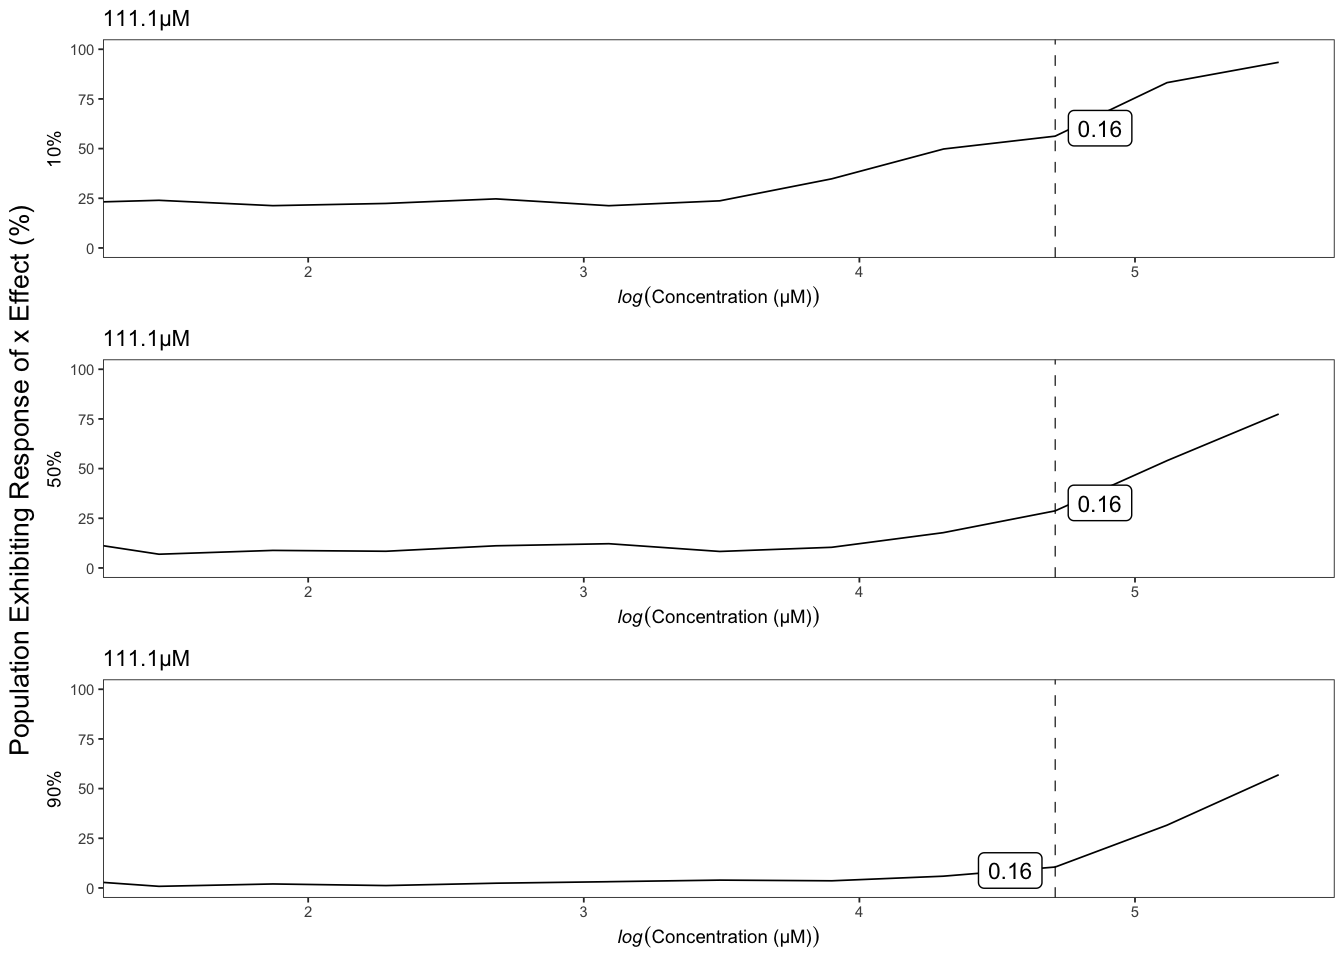 Population Exhibiting Response of x Effect (%)
111.1µM
10%
100
75
50
25
0
0.16
2 3 4 5
log(Concentration (µM))
111.1µM
50%
100
75
50
25
0
0.16
2 3 4 5
log(Concentration (µM))
111.1µM
90%
100
75
50
25
0
0.16
2 3 4 5
log(Concentration (µM))